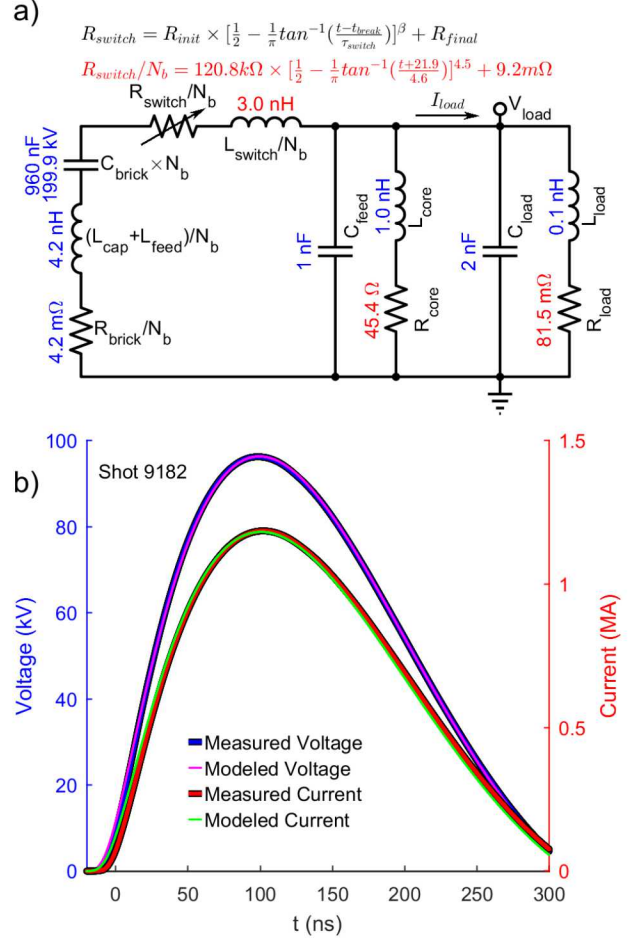 a)
R_switch = R_init × [1/2 − 1/π tan^−1((t−t_break)/τ_switch)]^β + R_final
R_switch/N_b = 120.8kΩ × [1/2 − 1/π tan^−1((t+21.9)/4.6)]^4.5 + 9.2mΩ
R_switch/N_b
3.0 nH
L_switch/N_b
I_load
V_load
960 nF
199.9 kV
C_brick×N_b
4.2 nH
(L_cap+L_feed)/N_b
4.2 mΩ
R_brick/N_b
1 nF
C_feed
1.0 nH
L_core
45.4 Ω
R_core
2 nF
C_load
0.1 nH
L_load
81.5 mΩ
R_load
b)
Shot 9182
100
80
60
40
20
0
Voltage (kV)
1.5
1
0.5
0
Current (MA)
Measured Voltage
Modeled Voltage
Measured Current
Modeled Current
0 50 100 150 200 250 300
t (ns)